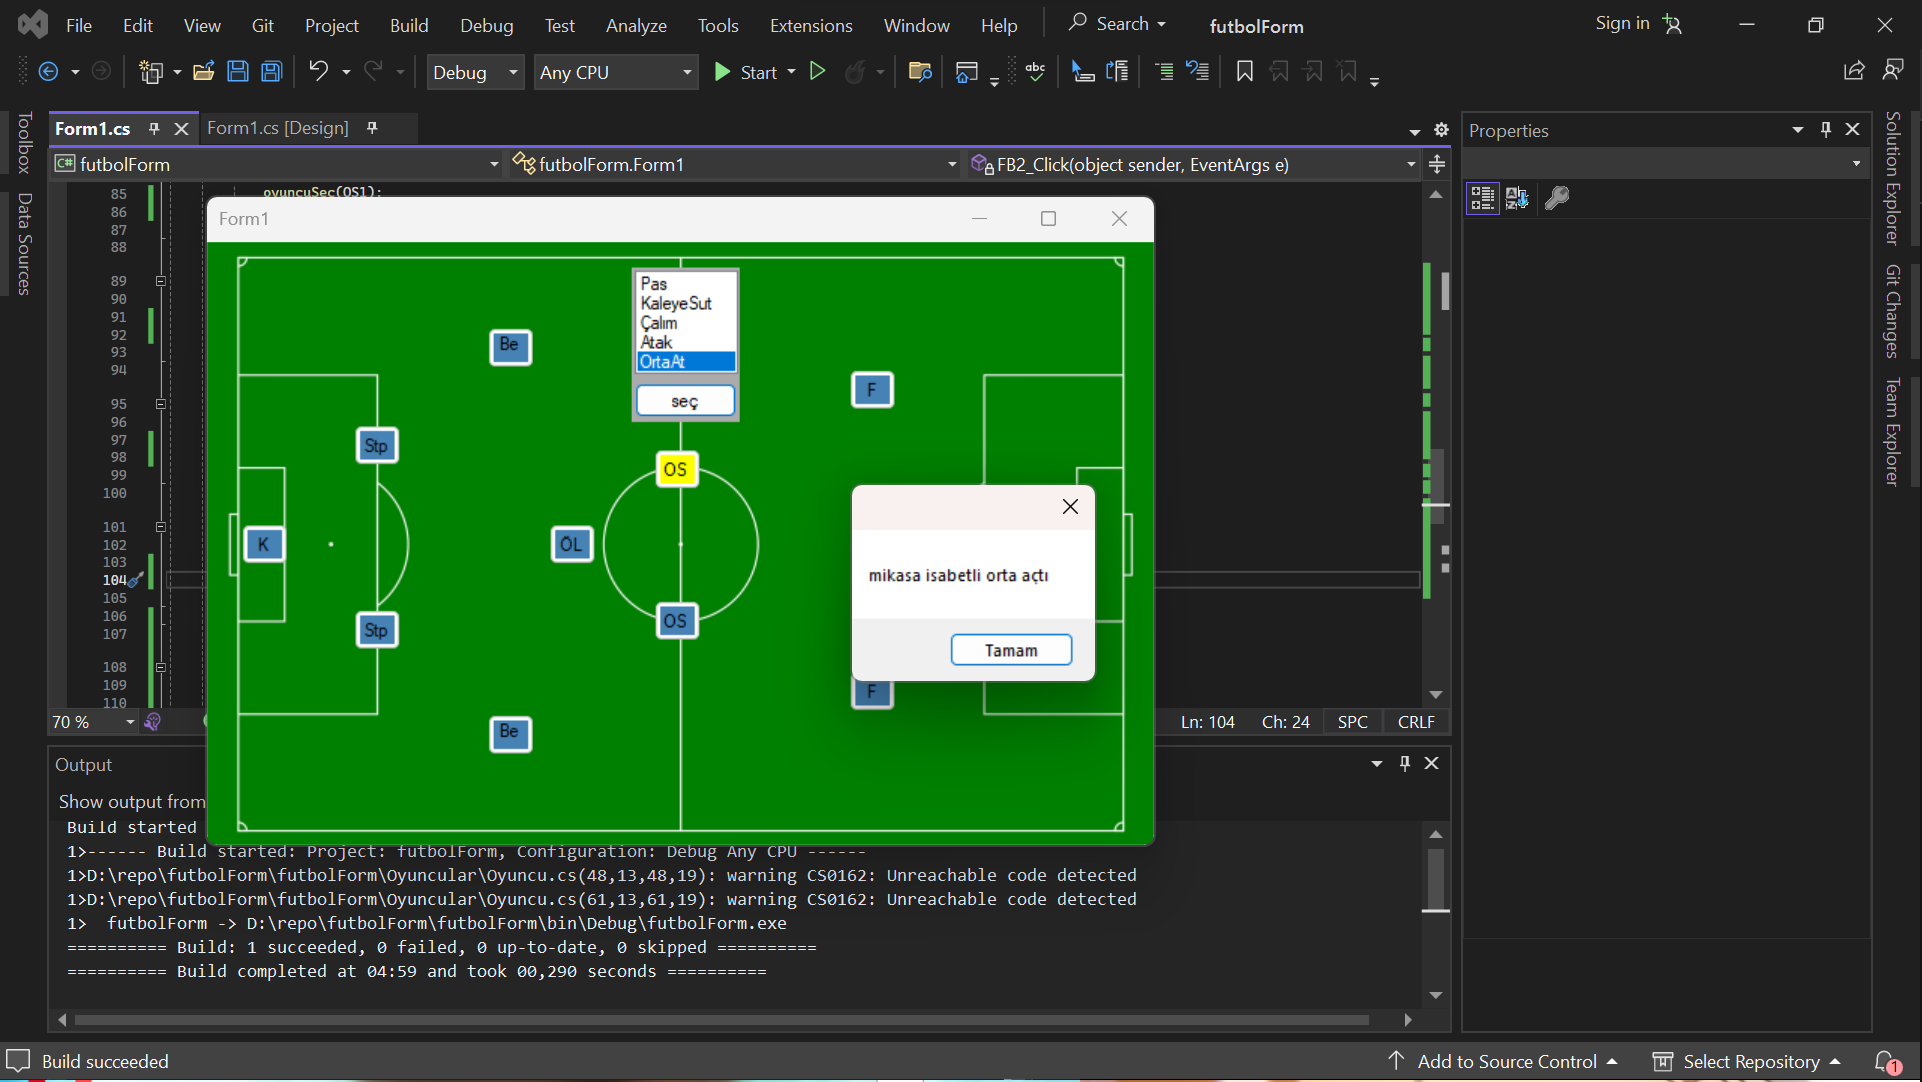 File Edit View Git Project Build Debug Test Analyze Tools Extensions Window Help Search futbolForm Sign in
Debug Any CPU Start
Toolbox
Data Sources
Form1.cs Form1.cs [Design]
C# futbolForm futbolForm.Form1 FB2_Click(object sender, EventArgs e)
85 oyuncuSec(OS1);
86
87
88
89
90
91
92
93
94
95
96
97
98
99
100
101
102
103
104
105
106
107
108
109
110
Form1
Pas
KaleyeSut
Çalım
Atak
OrtaAt
seç
Be
F
Stp
OS
K
ÖL
Stp
OS
F
Be
mikasa isabetli orta açtı
Tamam
70 % Ln: 104 Ch: 24 SPC CRLF
Properties
Solution Explorer
Git Changes
Team Explorer
Output
Show output from
Build started
1>------ Build started: Project: futbolForm, Configuration: Debug Any CPU ------
1>D:\repo\futbolForm\futbolForm\Oyuncular\Oyuncu.cs(48,13,48,19): warning CS0162: Unreachable code detected
1>D:\repo\futbolForm\futbolForm\Oyuncular\Oyuncu.cs(61,13,61,19): warning CS0162: Unreachable code detected
1> futbolForm -> D:\repo\futbolForm\futbolForm\bin\Debug\futbolForm.exe
========== Build: 1 succeeded, 0 failed, 0 up-to-date, 0 skipped ==========
========== Build completed at 04:59 and took 00,290 seconds ==========
Build succeeded Add to Source Control Select Repository 1